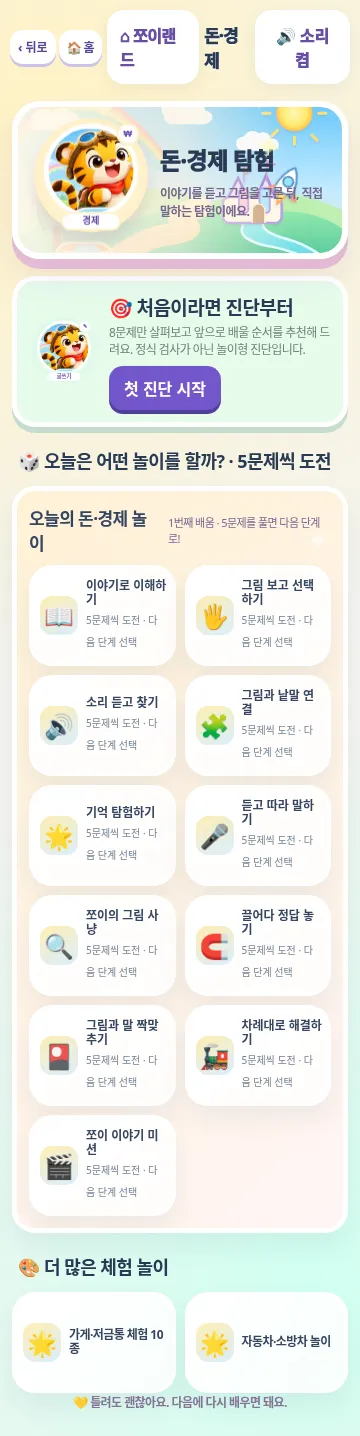 ‹ 뒤로
🏠 홈
⌂ 쪼이랜
드
돈·경
제
🔊 소리
켬
₩
경제
돈·경제 탐험
이야기를 듣고 그림을 고른 뒤, 직접
말하는 탐험이에요.
글쓰기
🎯 처음이라면 진단부터
8문제만 살펴보고 앞으로 배울 순서를 추천해 드
려요. 정식 검사가 아닌 놀이형 진단입니다.
첫 진단 시작
🎲 오늘은 어떤 놀이를 할까? · 5문제씩 도전
오늘의 돈·경제 놀
이
1번째 배움 · 5문제를 풀면 다음 단계
로!
이야기로 이해하
기
5문제씩 도전 · 다
음 단계 선택
그림 보고 선택
하기
5문제씩 도전 · 다
음 단계 선택
소리 듣고 찾기
5문제씩 도전 · 다
음 단계 선택
그림과 낱말 연
결
5문제씩 도전 · 다
음 단계 선택
기억 탐험하기
5문제씩 도전 · 다
음 단계 선택
듣고 따라 말하
기
5문제씩 도전 · 다
음 단계 선택
쪼이의 그림 사
냥
5문제씩 도전 · 다
음 단계 선택
끌어다 정답 놓
기
5문제씩 도전 · 다
음 단계 선택
그림과 말 짝맞
추기
5문제씩 도전 · 다
음 단계 선택
차례대로 해결하
기
5문제씩 도전 · 다
음 단계 선택
쪼이 이야기 미
션
5문제씩 도전 · 다
음 단계 선택
🎨 더 많은 체험 놀이
가게·저금통 체험 10
종
자동차·소방차 놀이
💛 틀려도 괜찮아요. 다음에 다시 배우면 돼요.